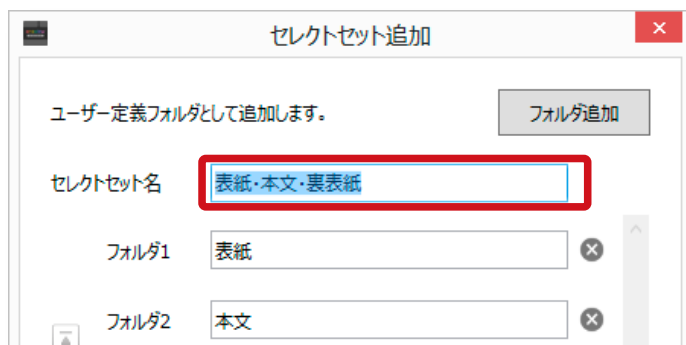 セレクトセット追加
ユーザー定義フォルダとして追加します。 フォルダ追加
セレクトセット名 表紙・本文・裏表紙
フォルダ1 表紙
フォルダ2 本文